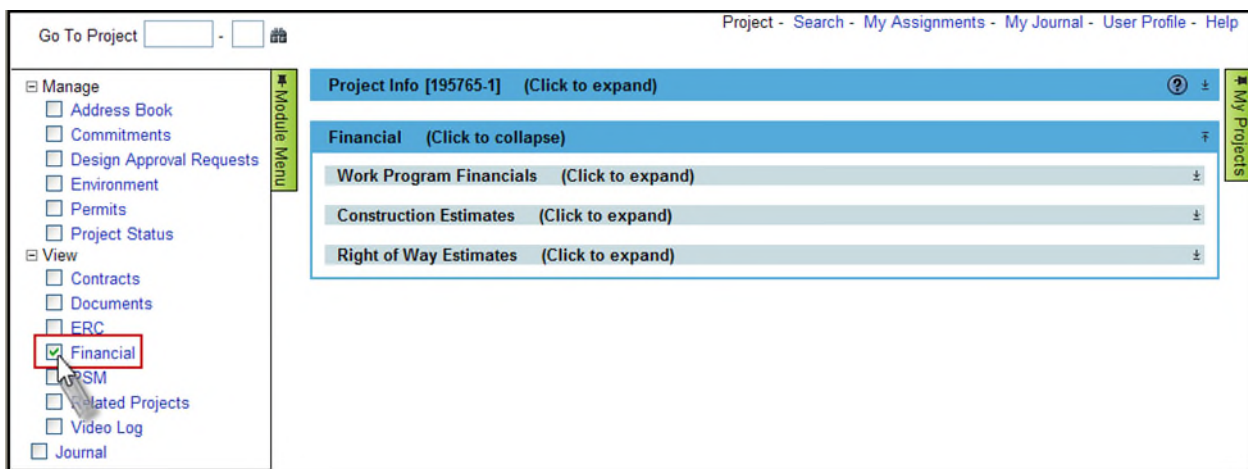 Go To Project -
Project - Search - My Assignments - My Journal - User Profile - Help
Manage
Address Book
Commitments
Design Approval Requests
Environment
Permits
Project Status
View
Contracts
Documents
ERC
Financial
PSM
Related Projects
Video Log
Journal
Module Menu
Project Info [195765-1] (Click to expand) ?
Financial (Click to collapse)
Work Program Financials (Click to expand)
Construction Estimates (Click to expand)
Right of Way Estimates (Click to expand)
My Projects